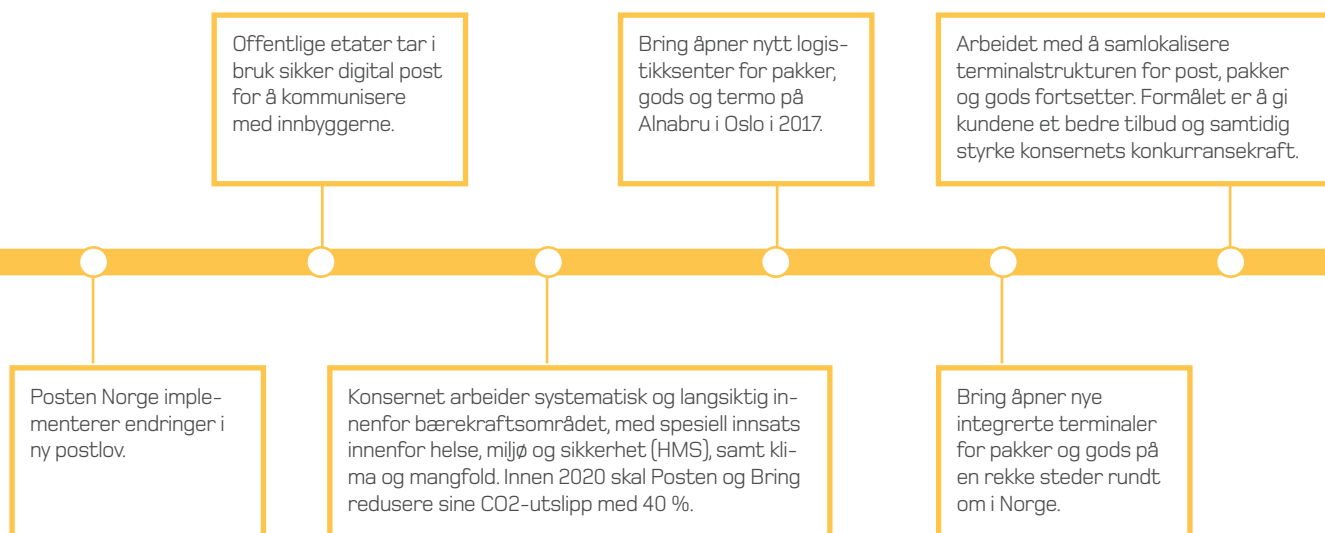 Offentlige etater tar i
bruk sikker digital post
for å kommunisere
med innbyggerne.
Bring åpner nytt logis-
tikksenter for pakker,
gods og termo på
Alnabru i Oslo i 2017.
Arbeidet med å samlokalisere
terminalstrukturen for post, pakker
og gods fortsetter. Formålet er å gi
kundene et bedre tilbud og samtidig
styrke konsernets konkurransekraft.
Posten Norge imple-
menterer endringer i
ny postlov.
Konsernet arbeider systematisk og langsiktig in-
nenfor bærekraftsområdet, med spesiell innsats
innenfor helse, miljø og sikkerhet (HMS), samt kli-
ma og mangfold. Innen 2020 skal Posten og Bring
redusere sine CO2-utslipp med 40 %.
Bring åpner nye
integrerte terminaler
for pakker og gods på
en rekke steder rundt
om i Norge.